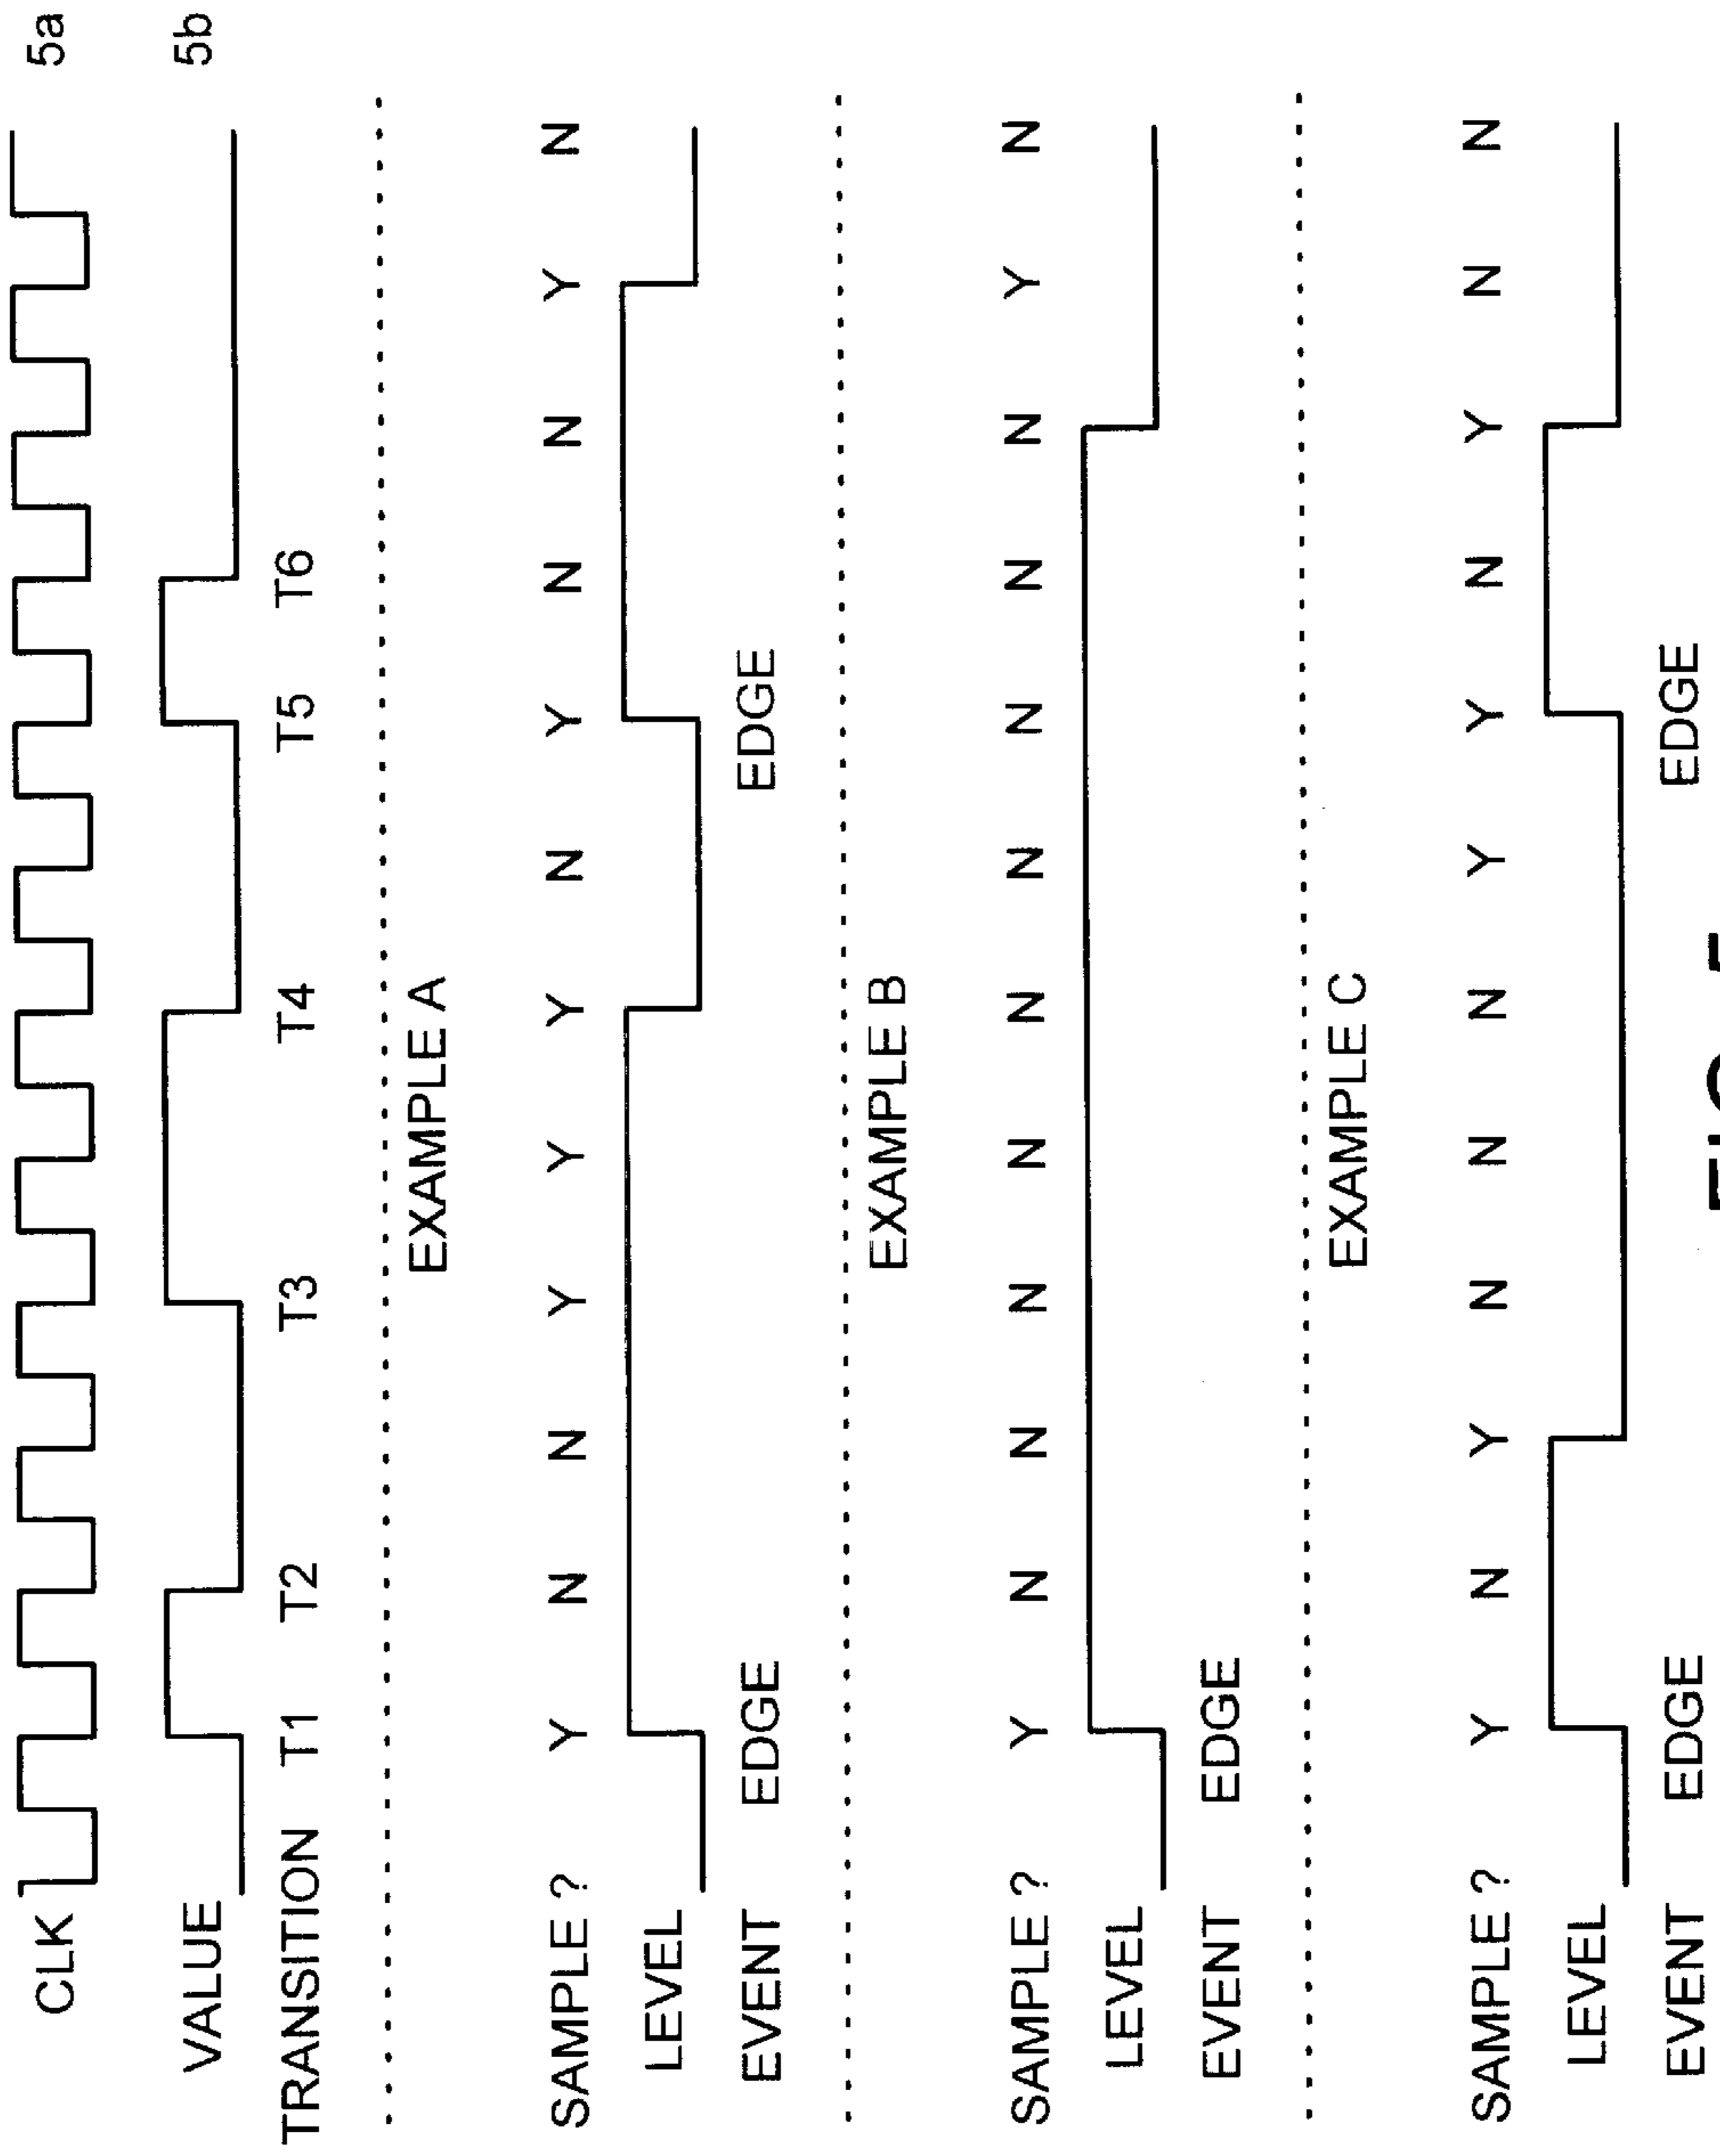 CLK 5a
VALUE 5b
TRANSITION T1 T2 T3 T4 T5 T6
EXAMPLE A
SAMPLE ? Y N N Y Y Y N Y N N Y N
LEVEL
EVENT EDGE EDGE
EXAMPLE B
SAMPLE ? Y N N N N N N N N N Y N
LEVEL
EVENT EDGE
EXAMPLE C
SAMPLE ? Y N Y N N N Y Y N Y N N
LEVEL
EVENT EDGE EDGE